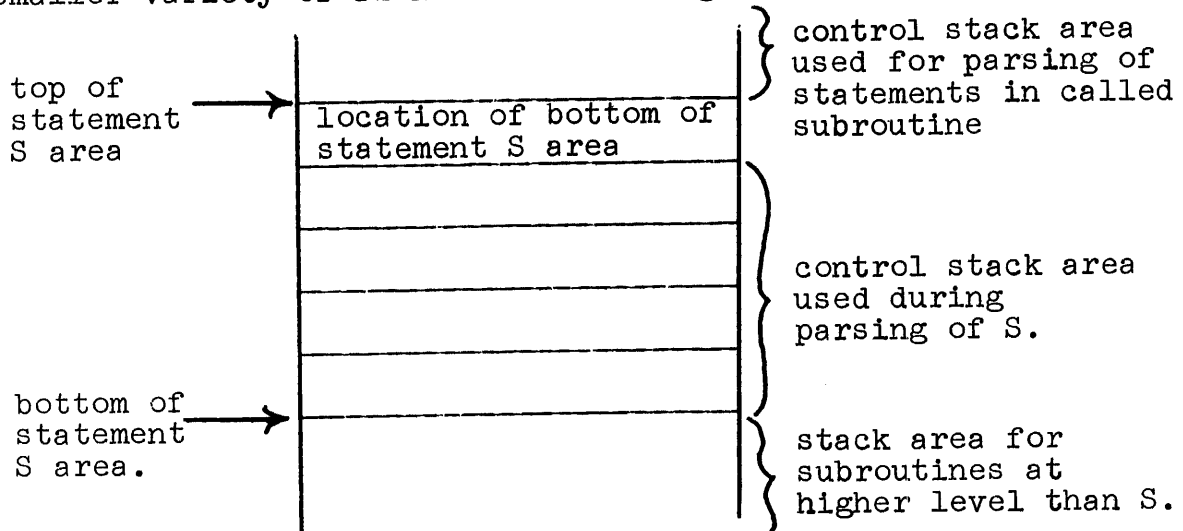 smaller variety of
control stack area
used for parsing of
statements in called
subroutine
top of
statement
S area
location of bottom of
statement S area
control stack area
used during
parsing of S.
bottom of
statement
S area.
stack area for
subroutines at
higher level than S.